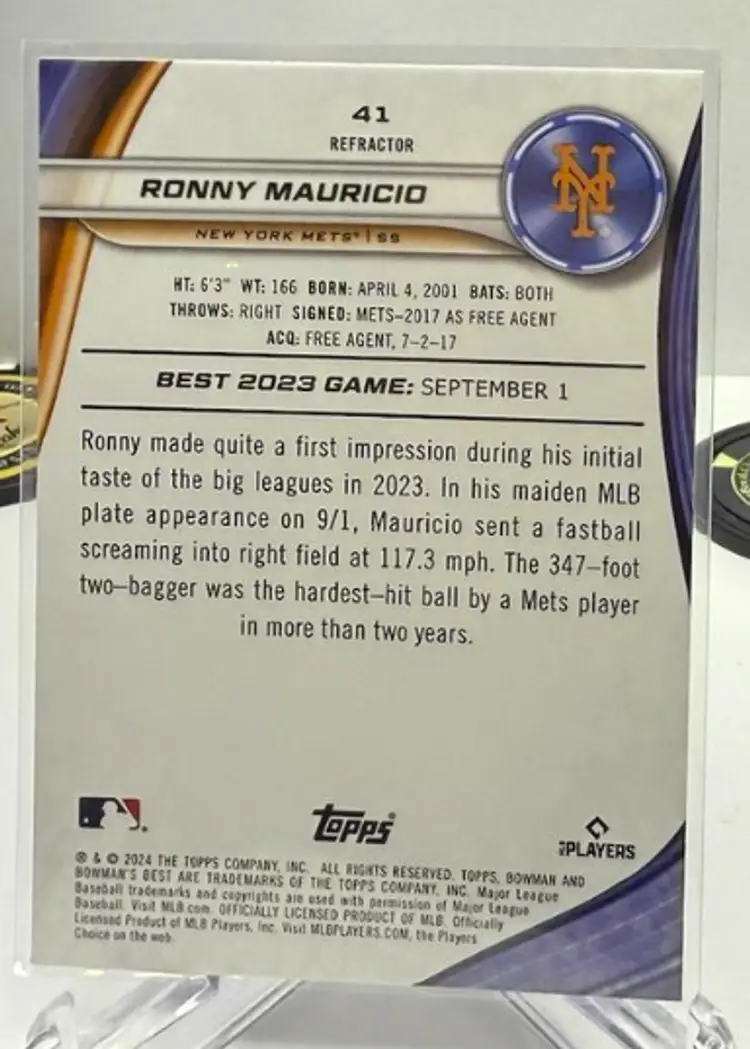 41
REFRACTOR
RONNY MAURICIO
NEW YORK METS® | SS
NY
HT: 6'3" WT: 166 BORN: APRIL 4, 2001 BATS: BOTH
THROWS: RIGHT SIGNED: METS–2017 AS FREE AGENT
ACQ: FREE AGENT, 7–2–17
BEST 2023 GAME: SEPTEMBER 1
Ronny made quite a first impression during his initial
taste of the big leagues in 2023. In his maiden MLB
plate appearance on 9/1, Mauricio sent a fastball
screaming into right field at 117.3 mph. The 347–foot
two–bagger was the hardest–hit ball by a Mets player
in more than two years.
Topps®
MLB PLAYERS
® & © 2024 THE TOPPS COMPANY, INC. ALL RIGHTS RESERVED. TOPPS, BOWMAN AND
BOWMAN'S BEST ARE TRADEMARKS OF THE TOPPS COMPANY, INC. Major League
Baseball trademarks and copyrights are used with permission of Major League
Baseball. Visit MLB.com. OFFICIALLY LICENSED PRODUCT OF MLB. Officially
Licensed Product of MLB Players, Inc. Visit MLBPLAYERS.COM, the Players
Choice on the web.